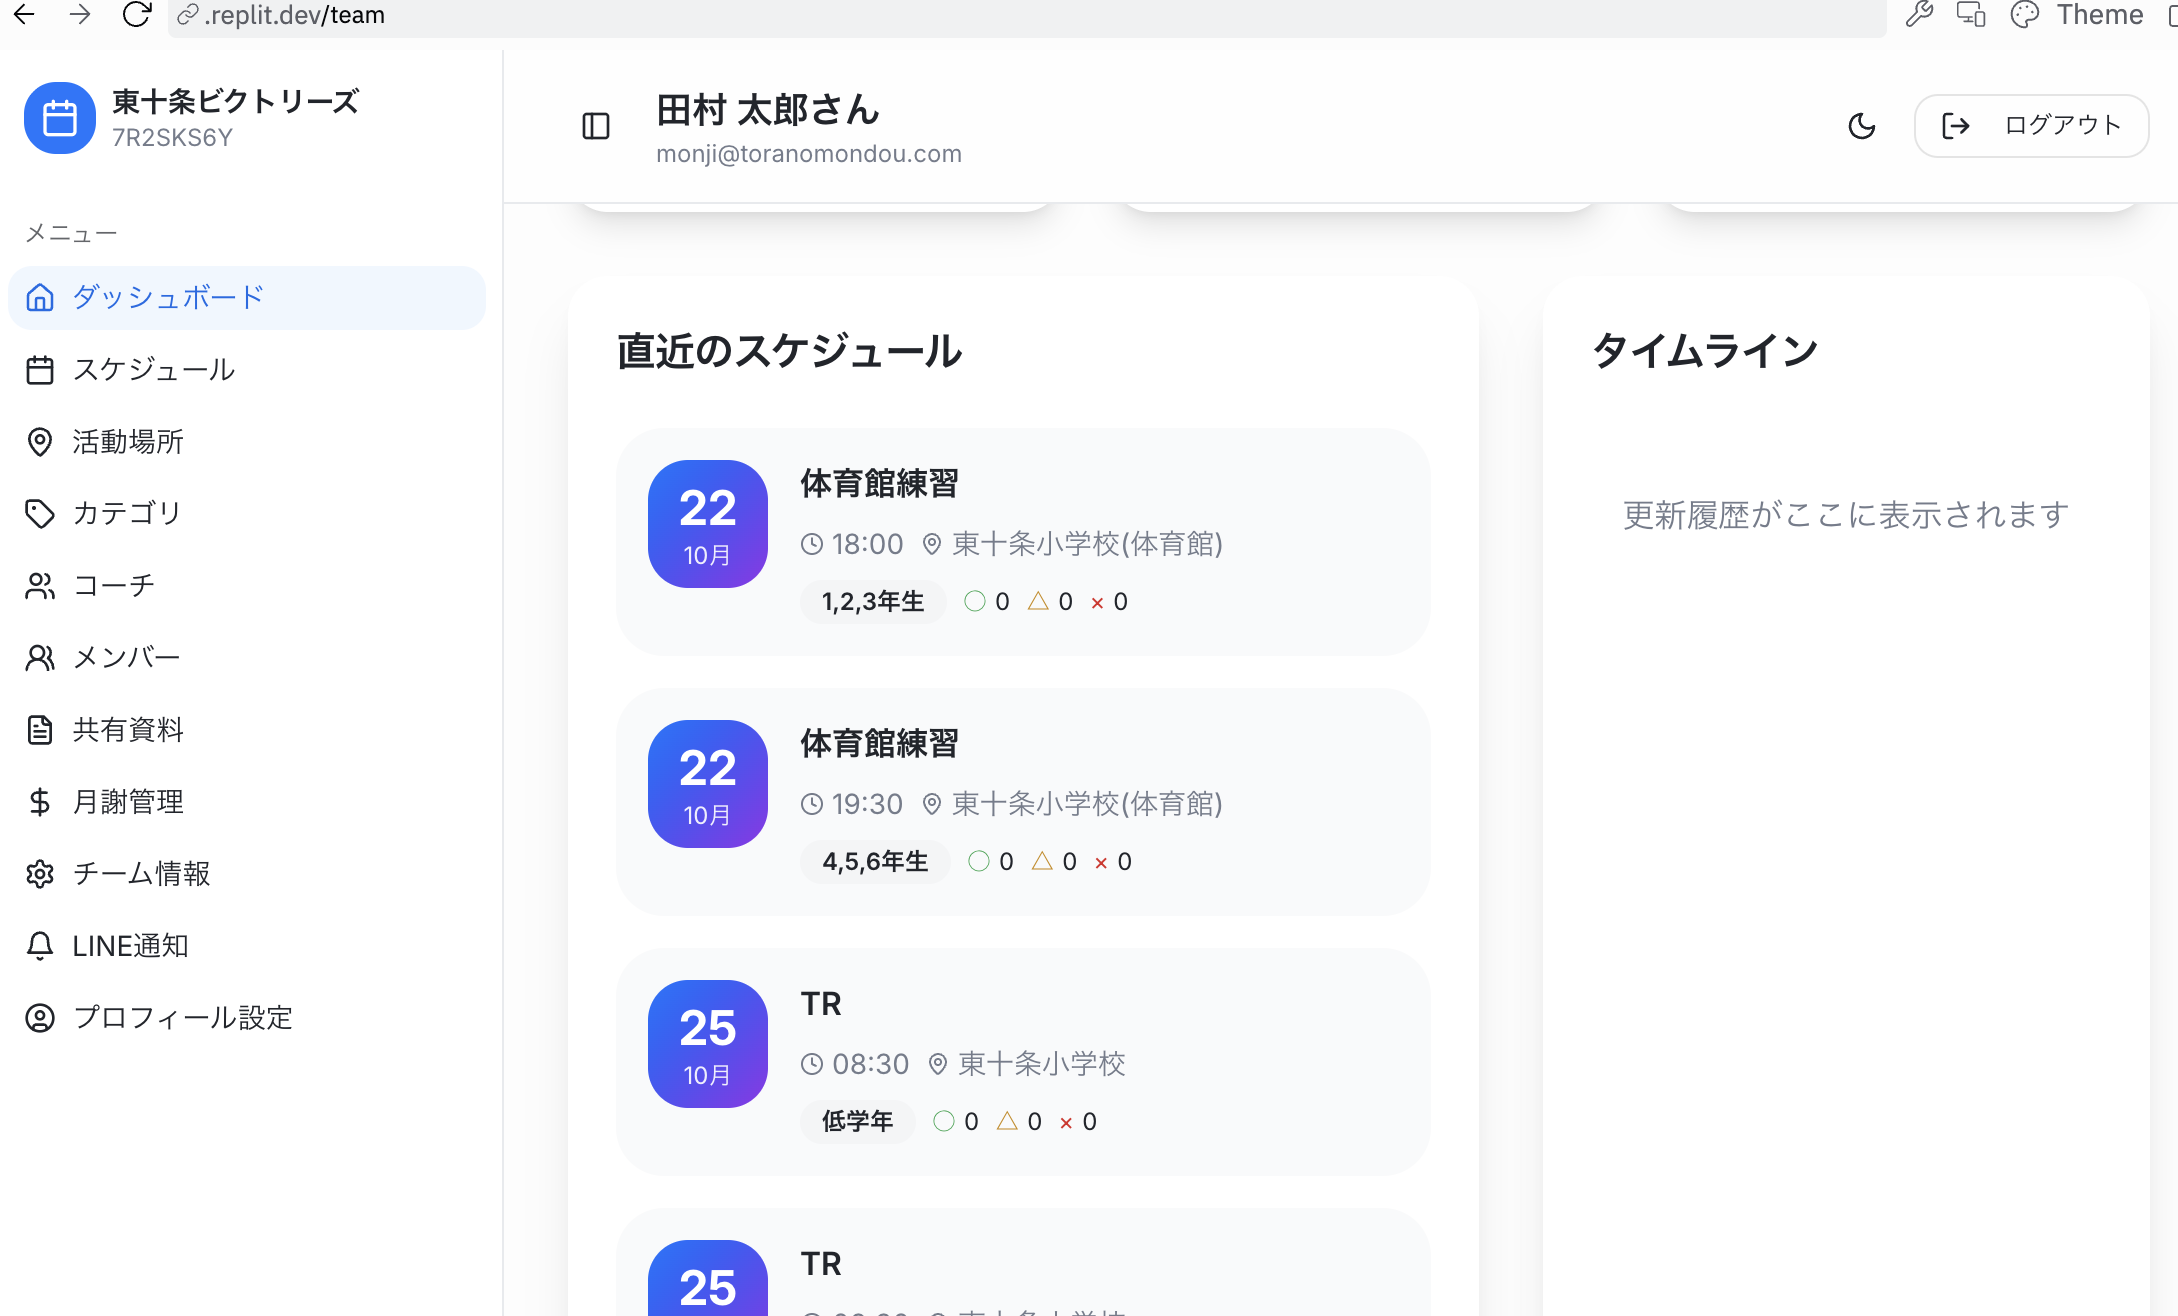 .replit.dev/team
Theme
東十条ビクトリーズ
7R2SKS6Y
メニュー
ダッシュボード
スケジュール
活動場所
カテゴリ
コーチ
メンバー
共有資料
月謝管理
チーム情報
LINE通知
プロフィール設定
田村 太郎さん
monji@toranomondou.com
ログアウト
直近のスケジュール
22
10月
体育館練習
18:00 東十条小学校(体育館)
1,2,3年生 ○ 0 △ 0 × 0
22
10月
体育館練習
19:30 東十条小学校(体育館)
4,5,6年生 ○ 0 △ 0 × 0
25
10月
TR
08:30 東十条小学校
低学年 ○ 0 △ 0 × 0
25
TR
タイムライン
更新履歴がここに表示されます